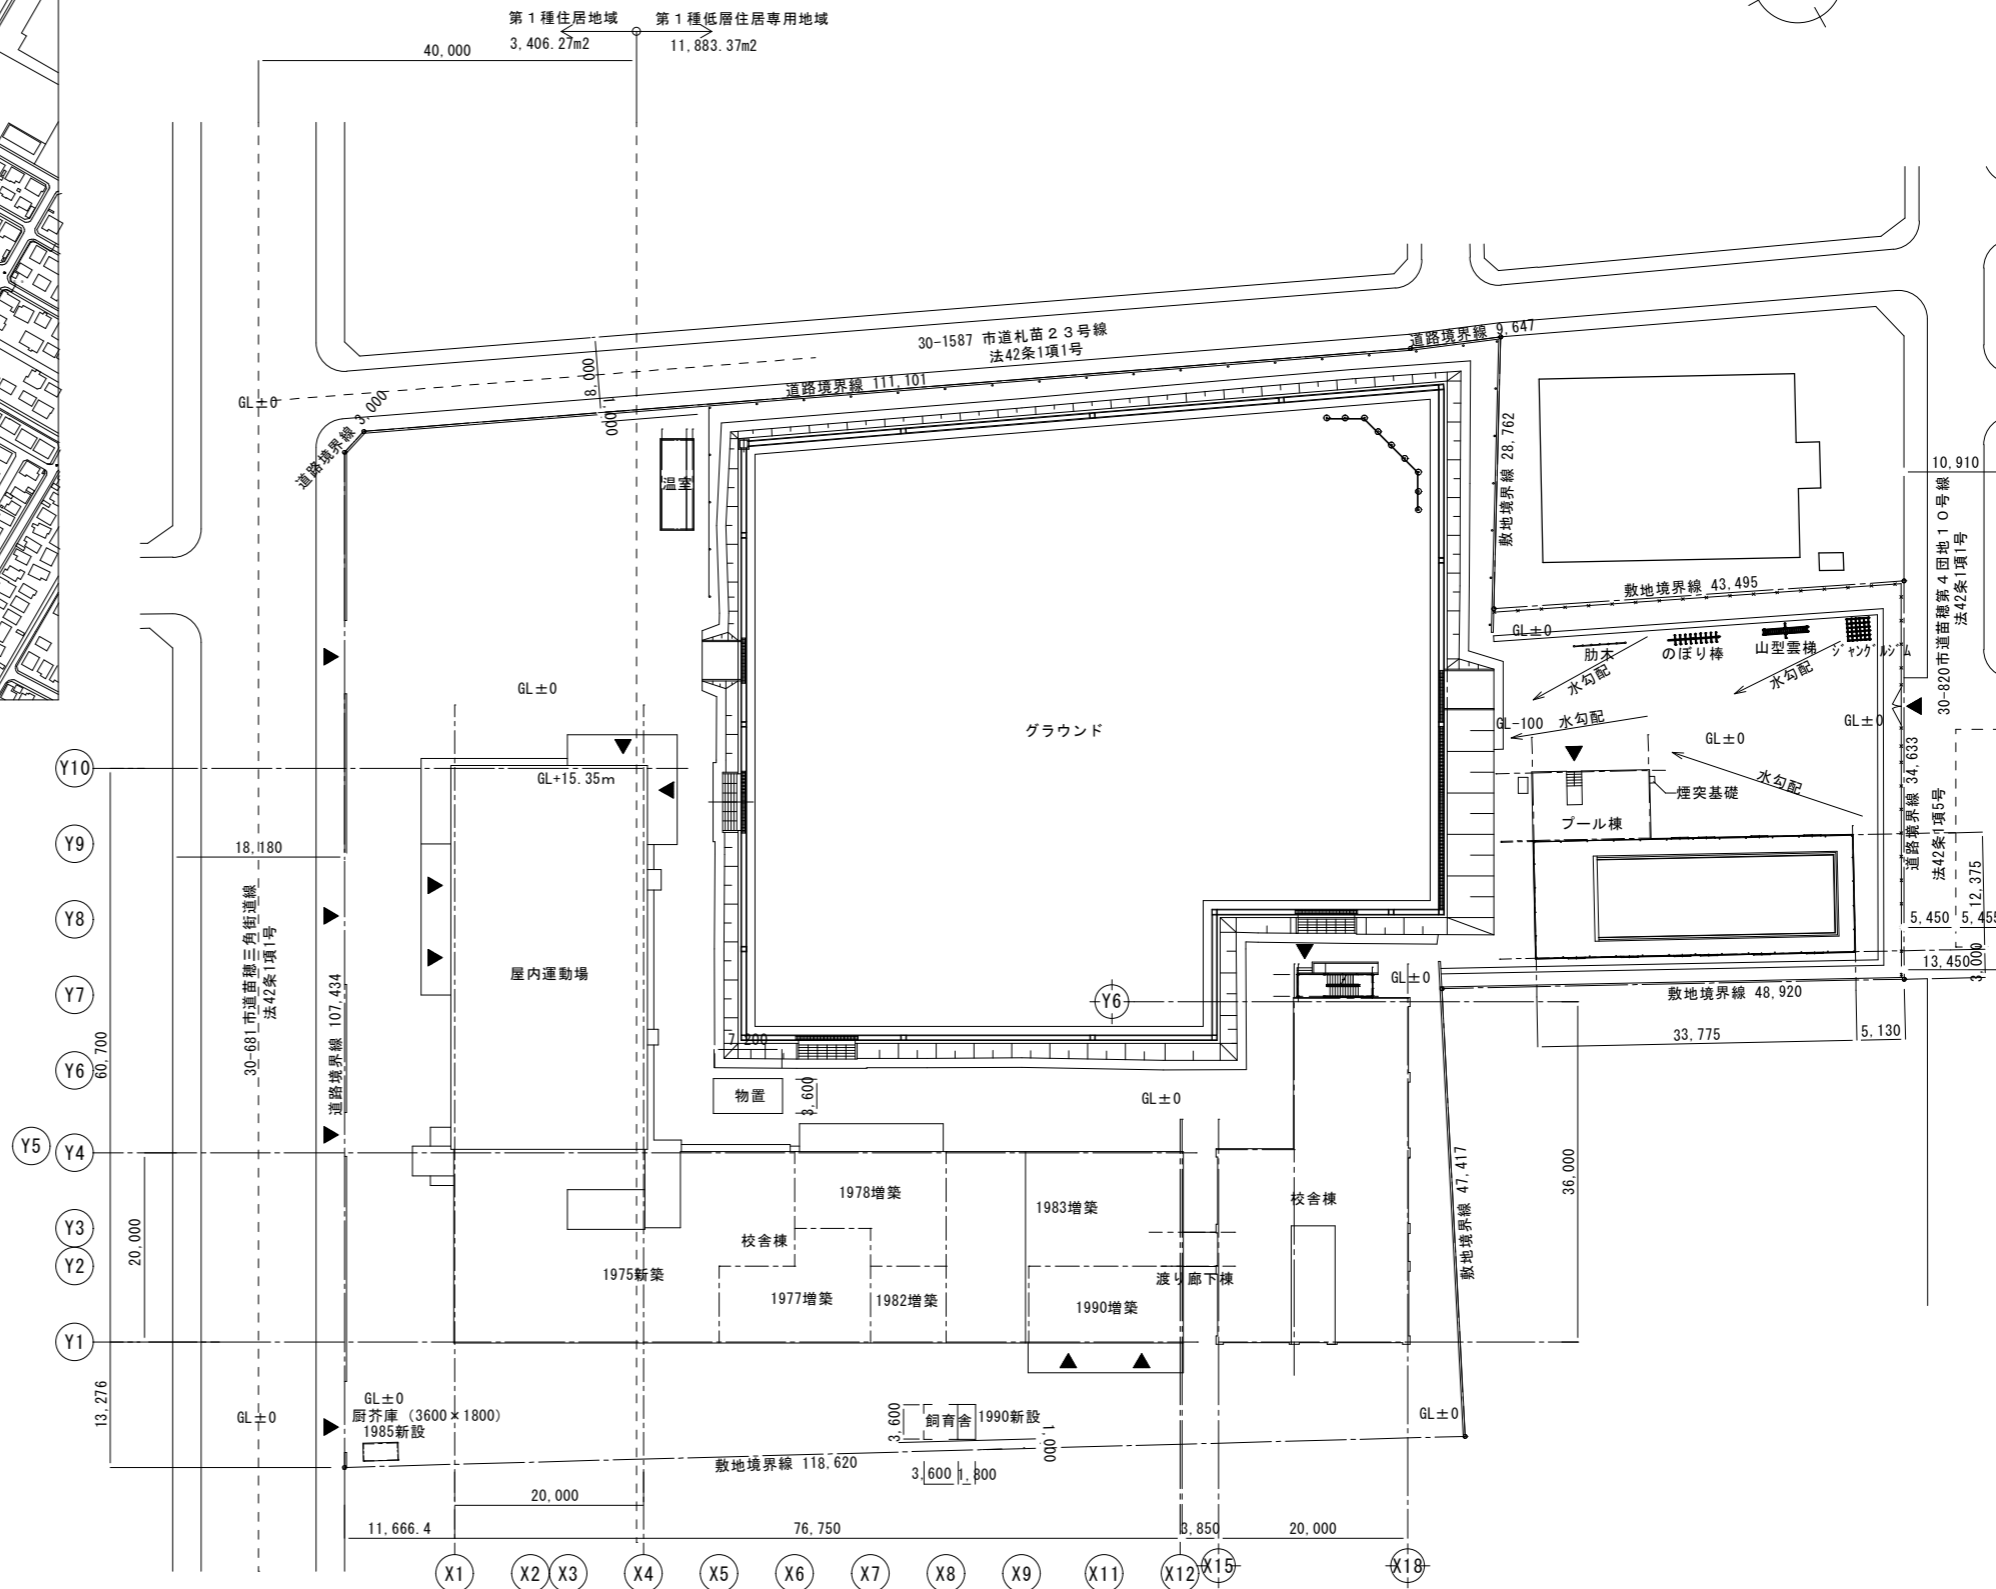 第1種住居地域
3,406.27m2
第1種低層住居専用地域
11,883.37m2
40,000
30-1587 市道札苗23号線
法42条1項1号
道路境界線 9,647
道路境界線 111,101
8,000
1,000
GL±0
道路境界線 3,000
温室
敷地境界線 28,762
10,910
30-820市道苗穂第4団地10号線
法42条1項1号
敷地境界線 43,495
GL±0
肋木
のぼり棒
山型雲梯
ジャングルジム
水勾配
水勾配
GL-100 水勾配
GL±0
GL±0
水勾配
煙突基礎
プール棟
道路境界線 34,633
法42条1項5号
12,375
5,450
5,455
13,450
3,000
敷地境界線 48,920
33,775
5,130
GL±0
グラウンド
GL+15.35m
Y10
Y9
Y8
Y7
Y6
Y5
Y4
Y3
Y2
Y1
18,180
30-681市道苗穂三角街道線
法42条1項1号
道路境界線 107,434
60,700
20,000
13,276
屋内運動場
GL±0
Y6
7,200
物置
3,600
GL±0
36,000
敷地境界線 47,417
1978増築
1983増築
校舎棟
校舎棟
1975新築
1977増築
1982増築
1990増築
渡り廊下棟
GL±0
GL±0
厨芥庫(3600×1800)
1985新設
3,600
飼育舎
1990新設
1,000
GL±0
敷地境界線 118,620
3,600
1,800
20,000
11,666.4
76,750
3,850
20,000
X1
X2
X3
X4
X5
X6
X7
X8
X9
X11
X12
X15
X18